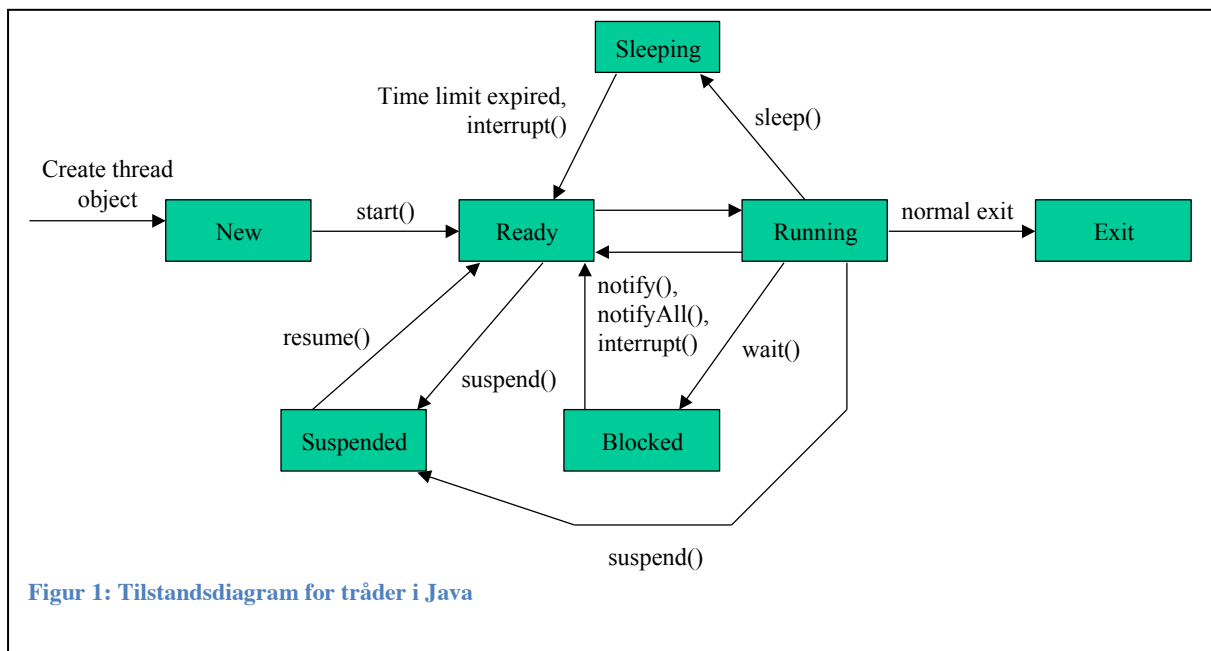 Sleeping
Time limit expired,
interrupt()
sleep()
Create thread
object
New
start()
Ready
Running
normal exit
Exit
notify(),
notifyAll(),
interrupt()
resume()
wait()
suspend()
Suspended
Blocked
suspend()
Figur 1: Tilstandsdiagram for tråder i Java